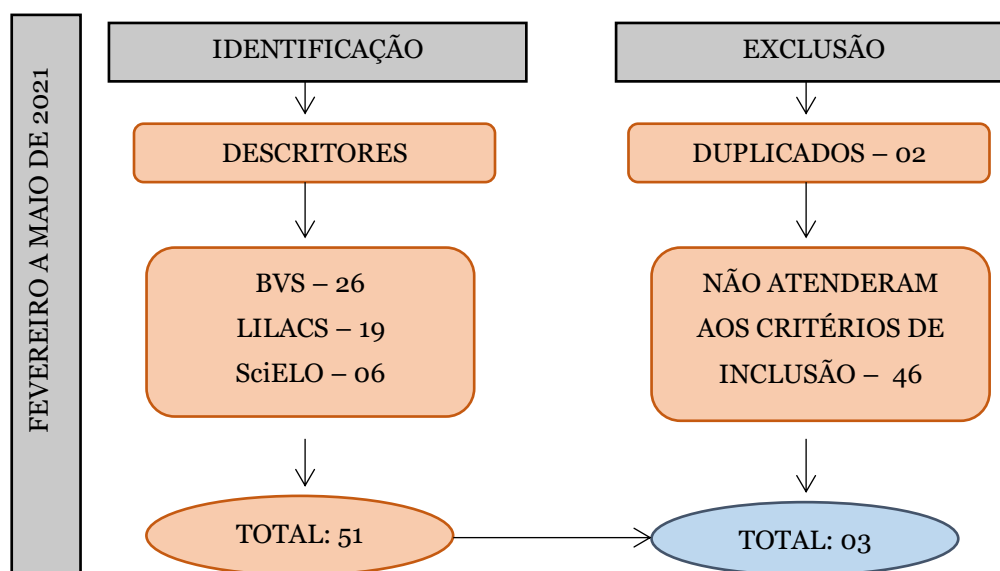 FEVEREIRO A MAIO DE 2021
IDENTIFICAÇÃO
DESCRITORES
BVS – 26
LILACS – 19
SciELO – 06
TOTAL: 51
EXCLUSÃO
DUPLICADOS – 02
NÃO ATENDERAM
AOS CRITÉRIOS DE
INCLUSÃO – 46
TOTAL: 03